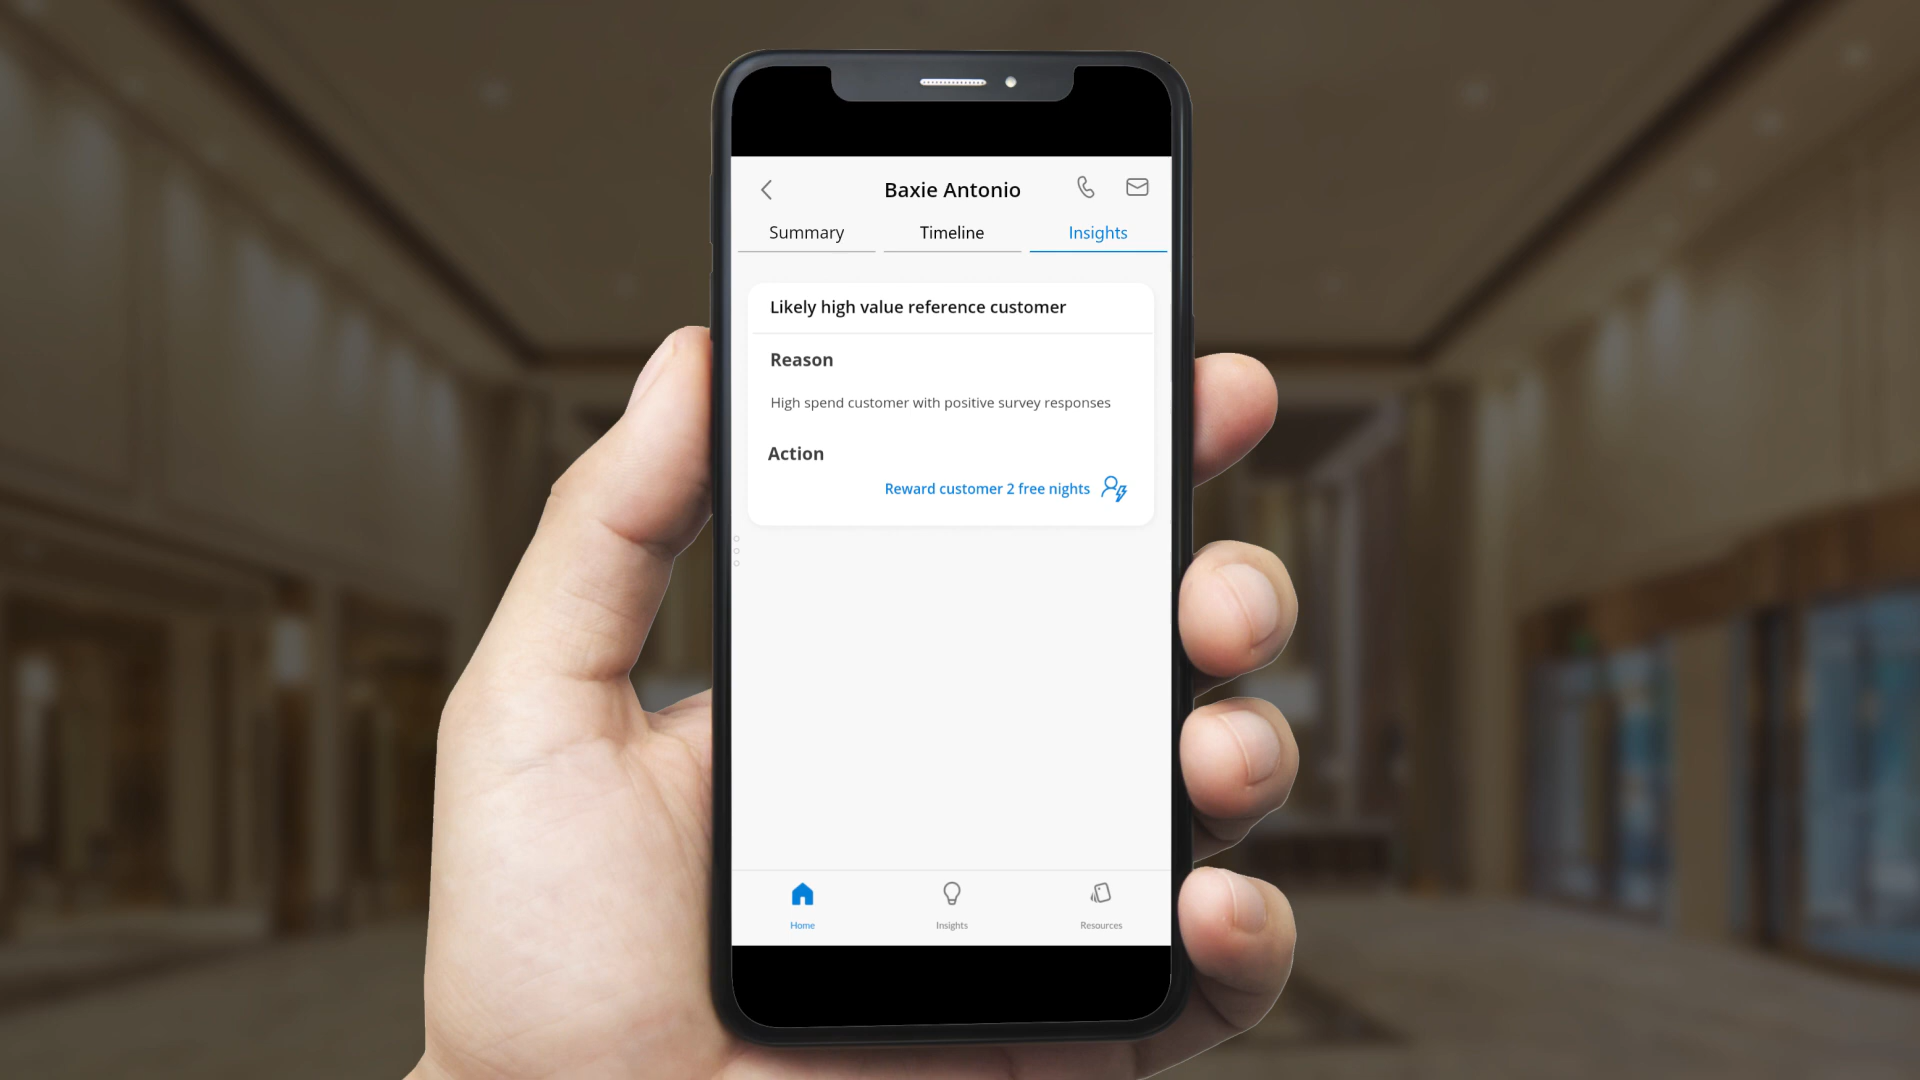 Baxie Antonio
Summary Timeline Insights
Likely high value reference customer
Reason
High spend customer with positive survey responses
Action
Reward customer 2 free nights
Home Insights Resources